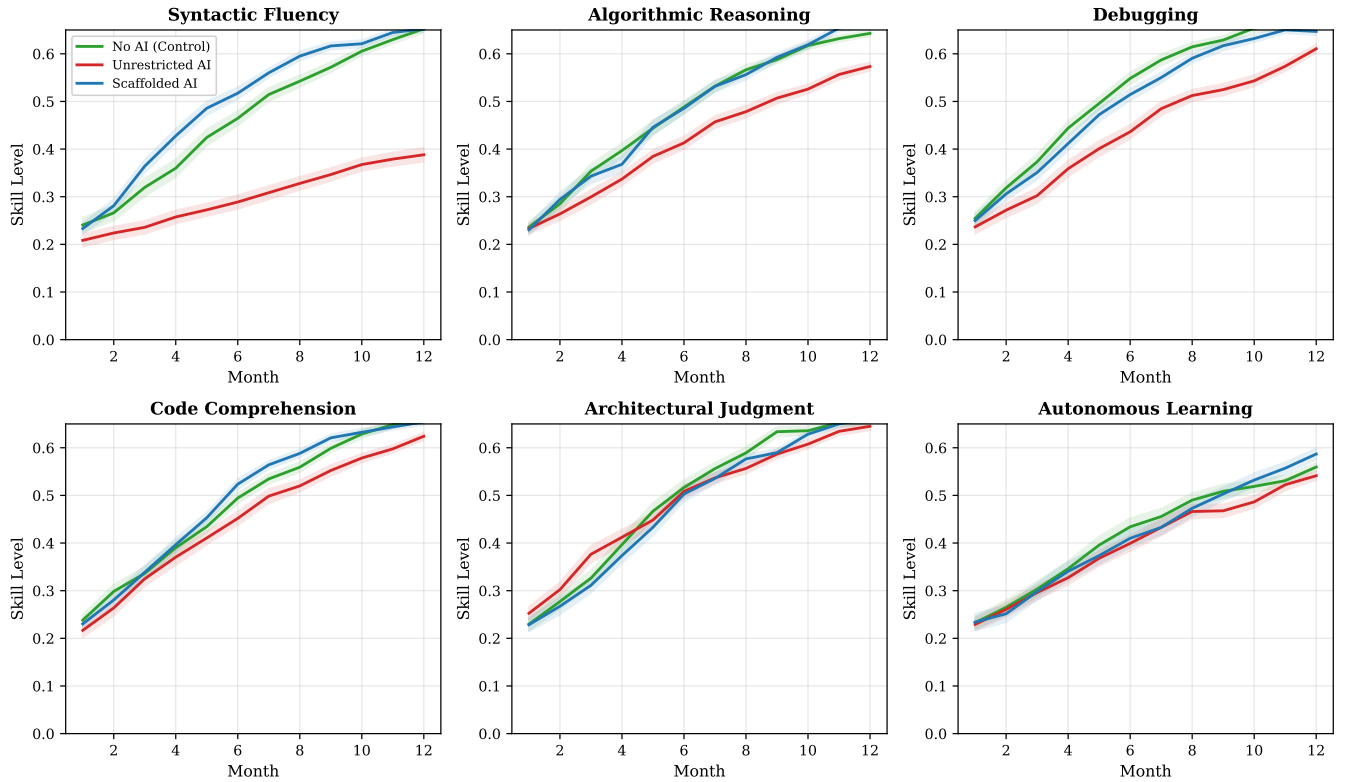 Syntactic Fluency
Skill Level
0.6
0.5
0.4
0.3
0.2
0.1
0.0
No AI (Control)
Unrestricted AI
Scaffolded AI
2 4 6 8 10 12
Month
Algorithmic Reasoning
Skill Level
0.6
0.5
0.4
0.3
0.2
0.1
0.0
2 4 6 8 10 12
Month
Debugging
Skill Level
0.6
0.5
0.4
0.3
0.2
0.1
0.0
2 4 6 8 10 12
Month
Code Comprehension
Skill Level
0.6
0.5
0.4
0.3
0.2
0.1
0.0
2 4 6 8 10 12
Month
Architectural Judgment
Skill Level
0.6
0.5
0.4
0.3
0.2
0.1
0.0
2 4 6 8 10 12
Month
Autonomous Learning
Skill Level
0.6
0.5
0.4
0.3
0.2
0.1
0.0
2 4 6 8 10 12
Month